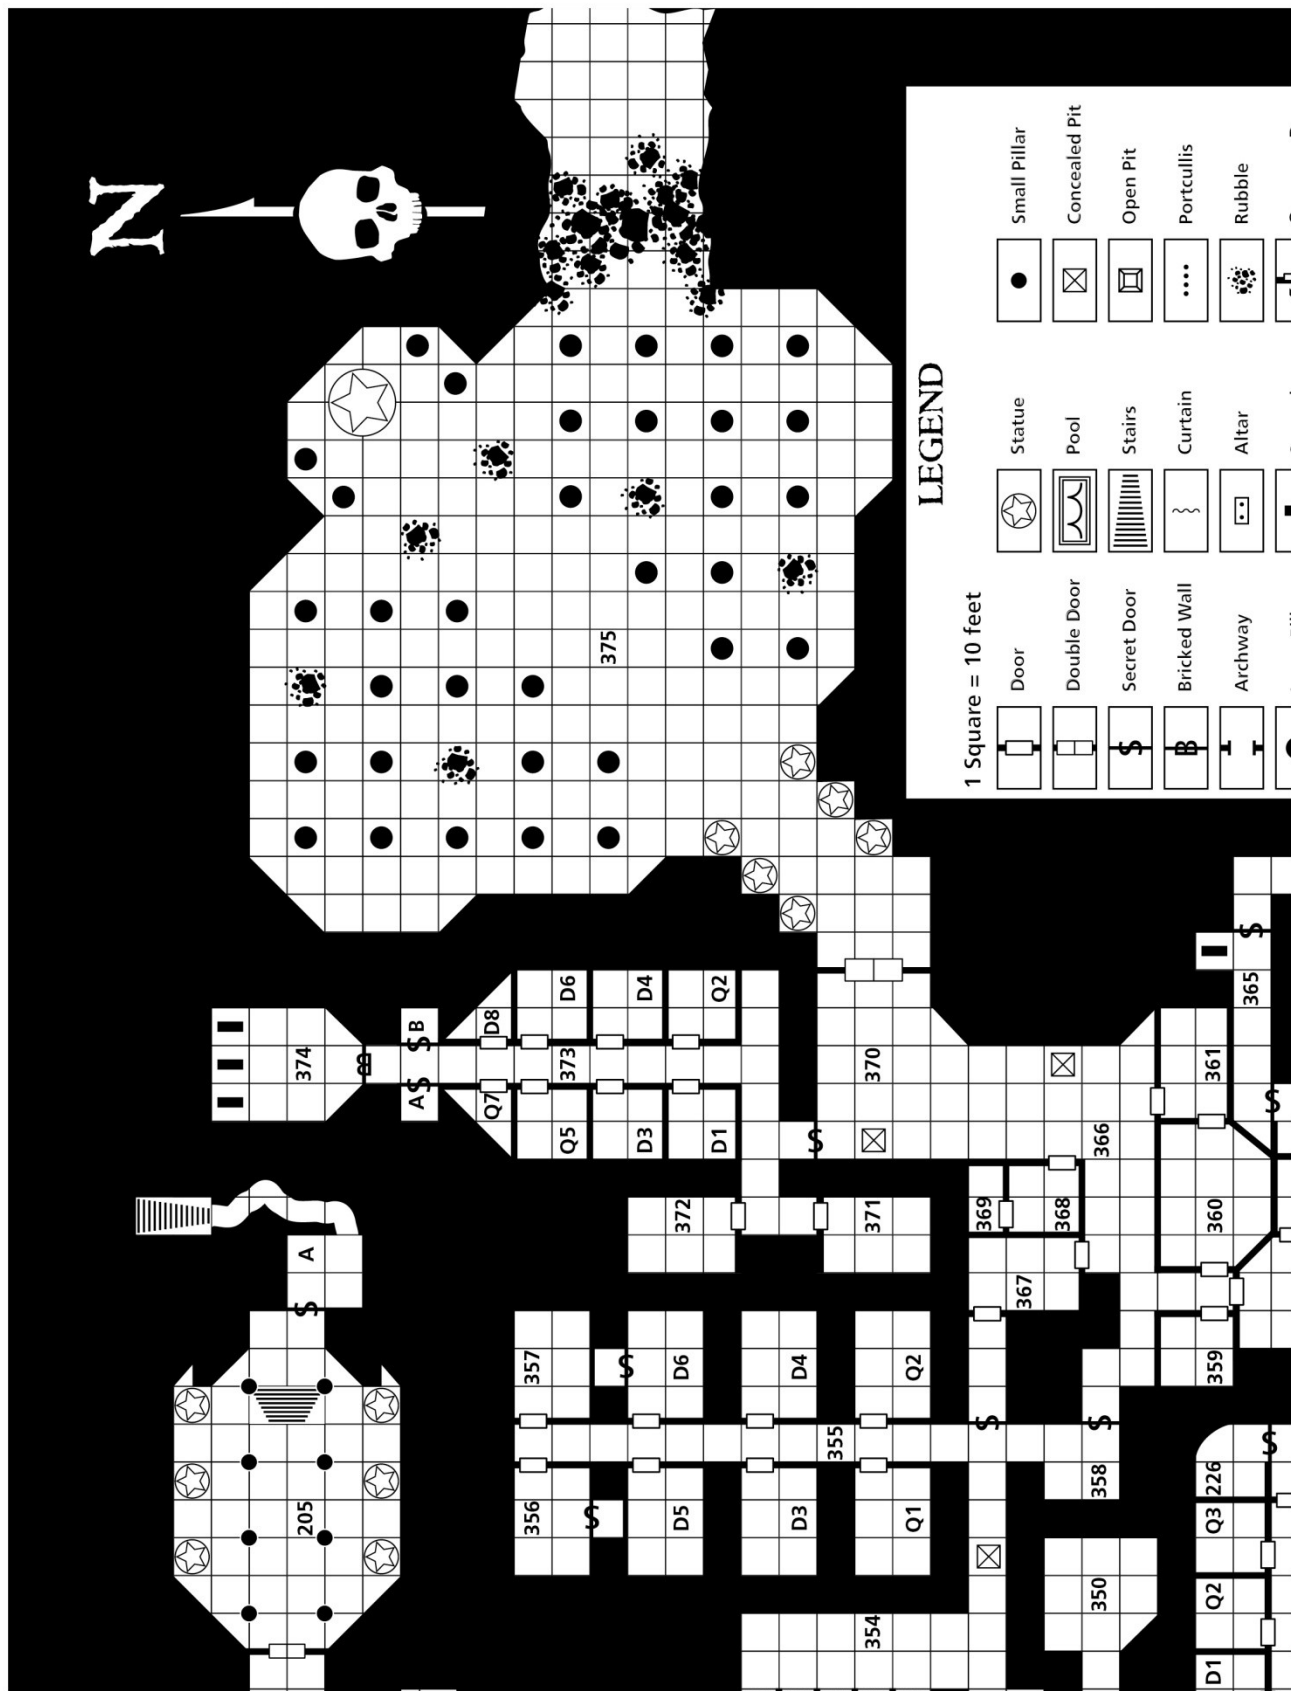 N
LEGEND
1 Square = 10 feet
Door
Statue
Small Pillar
Double Door
Pool
Concealed Pit
S
Secret Door
Stairs
Open Pit
B
Bricked Wall
Curtain
Portcullis
Archway
Altar
Rubble
375
374
B
A
S
S
B
Q7
D8
373
Q5
D6
D3
D4
D1
Q2
S
370
372
371
A
S
205
369
368
367
366
365
S
361
360
S
359
357
356
S
S
D6
D5
D4
D3
355
Q2
Q1
S
S
358
354
350
226
S
Q3
Q2
D1